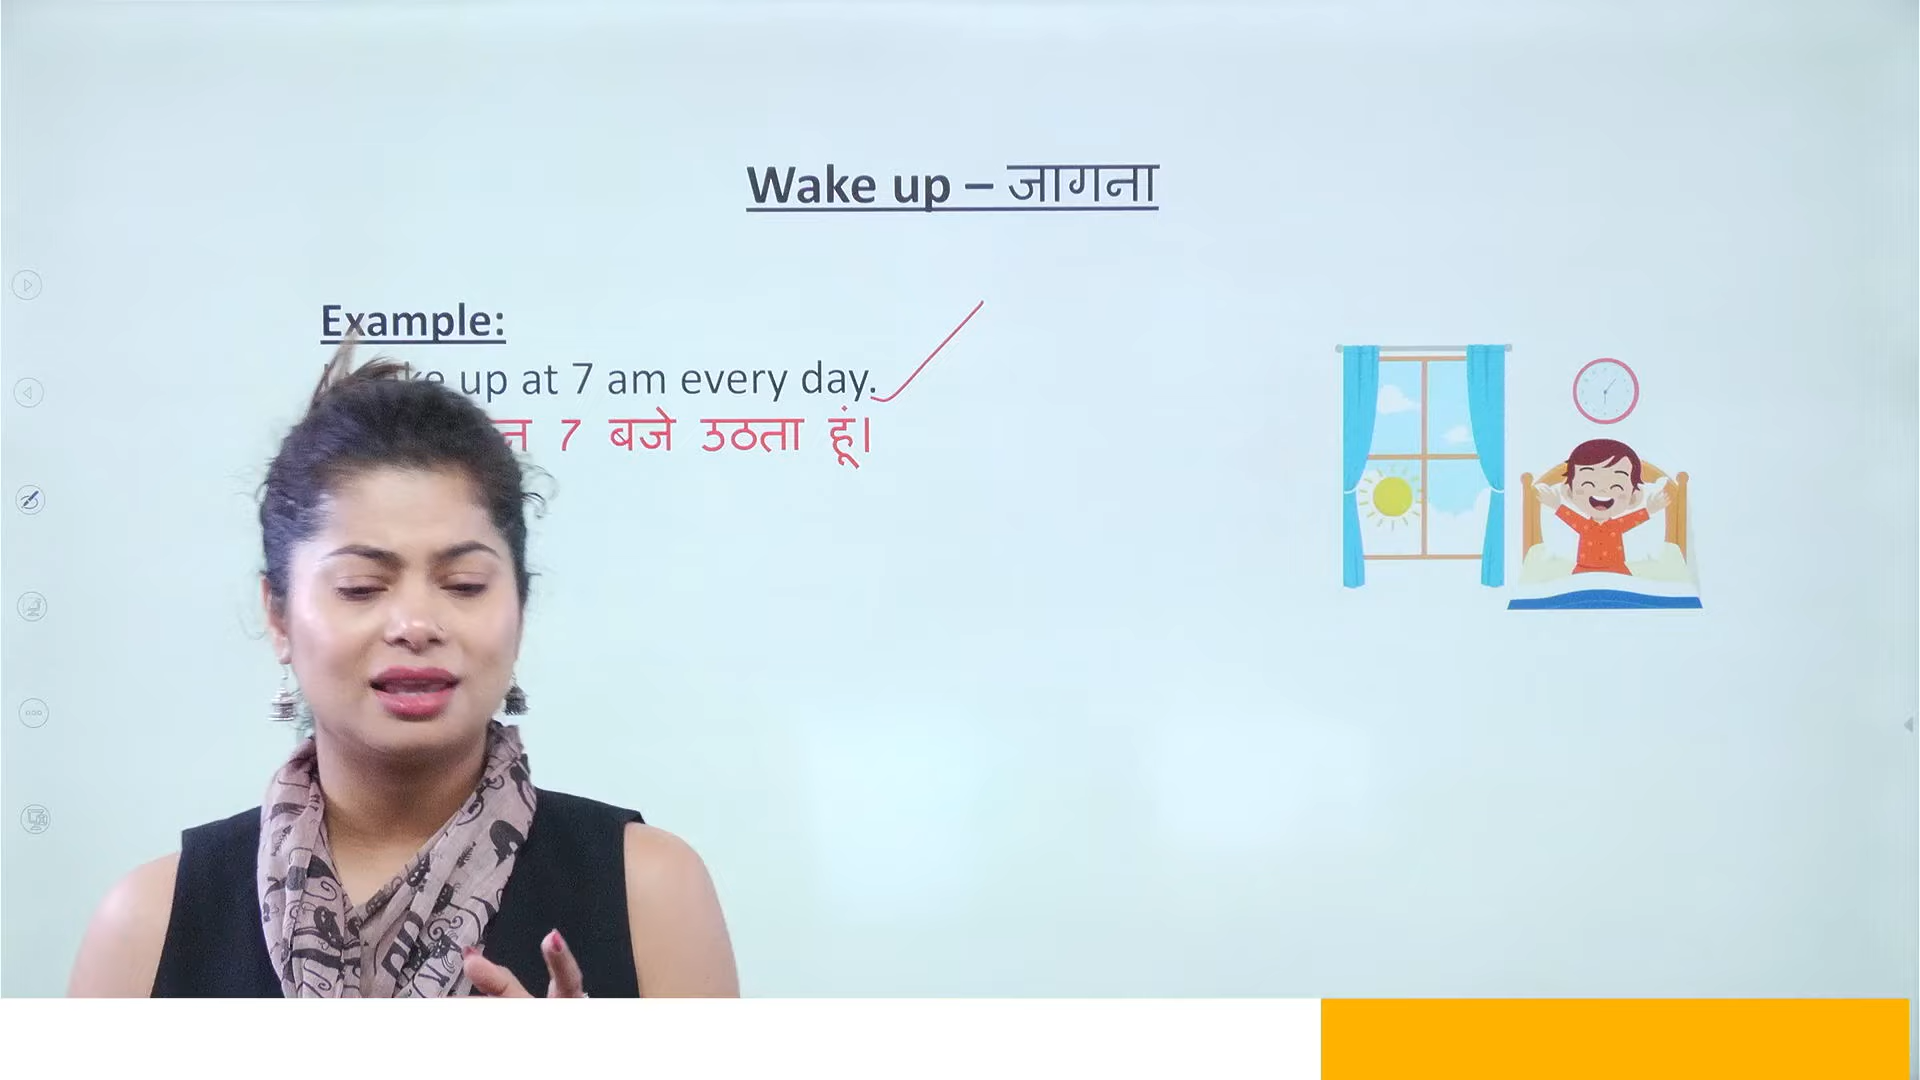 Wake up – जागना
Example:
up at 7 am every day.
7 बजे उठता हूं।